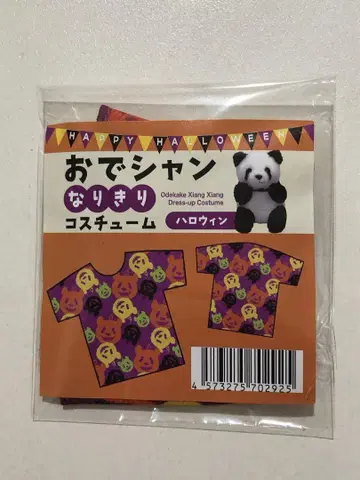 HAPPY HALLOWEEN
おでシャン
なりきり
コスチューム
Odekake Xiang Xiang
Dress-up Costume
ハロウィン
4 573275 702925